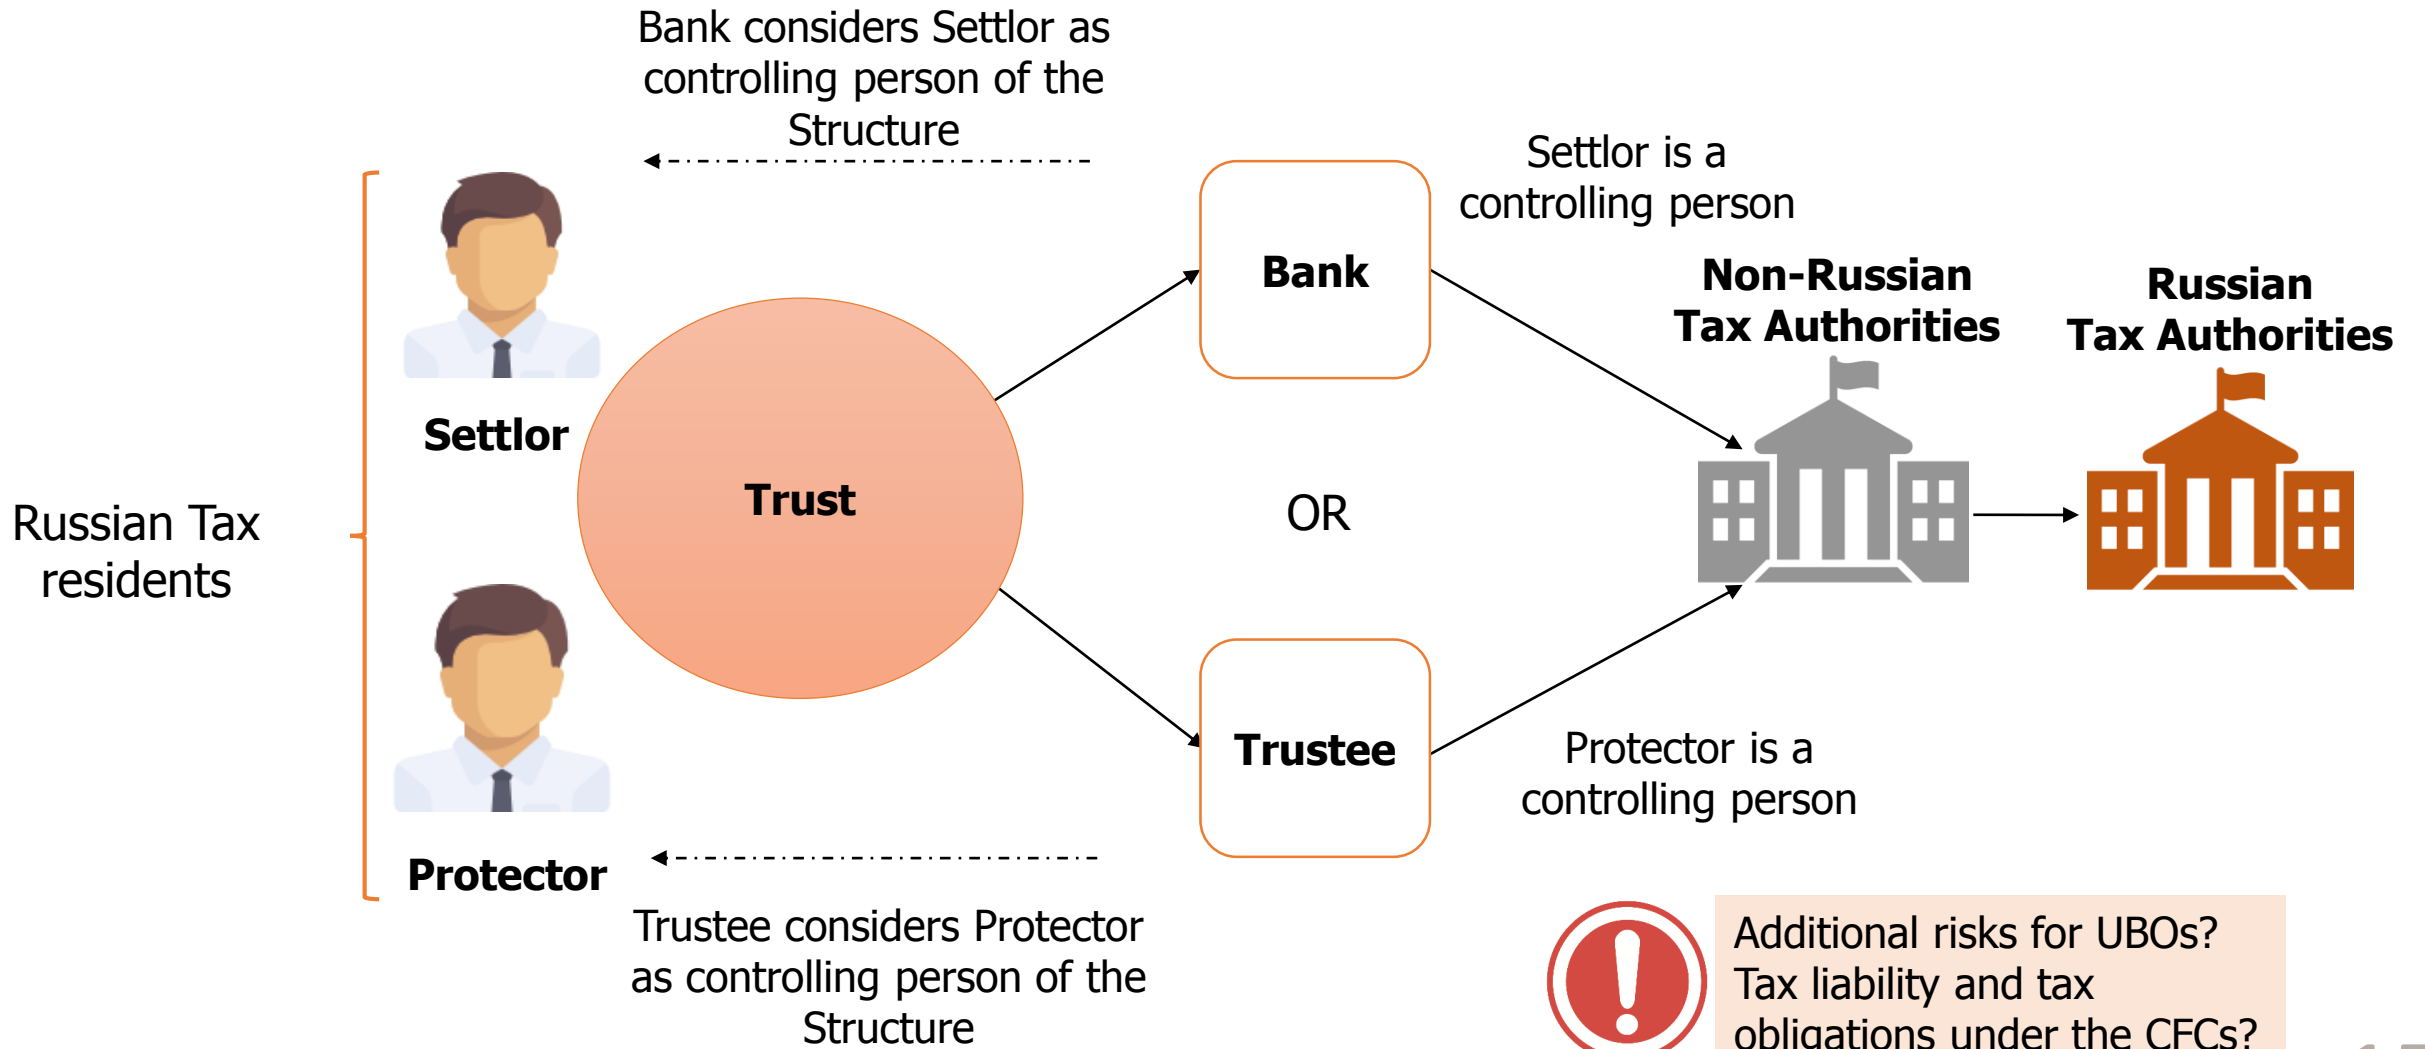 Bank considers Settlor as
controlling person of the
Structure
Settlor is a
controlling person
Bank
Non-Russian
Tax Authorities
Russian
Tax Authorities
Settlor
Trust
OR
Russian Tax
residents
Trustee
Protector is a
controlling person
Protector
Trustee considers Protector
as controlling person of the
Structure
Additional risks for UBOs?
Tax liability and tax
obligations under the CFCs?